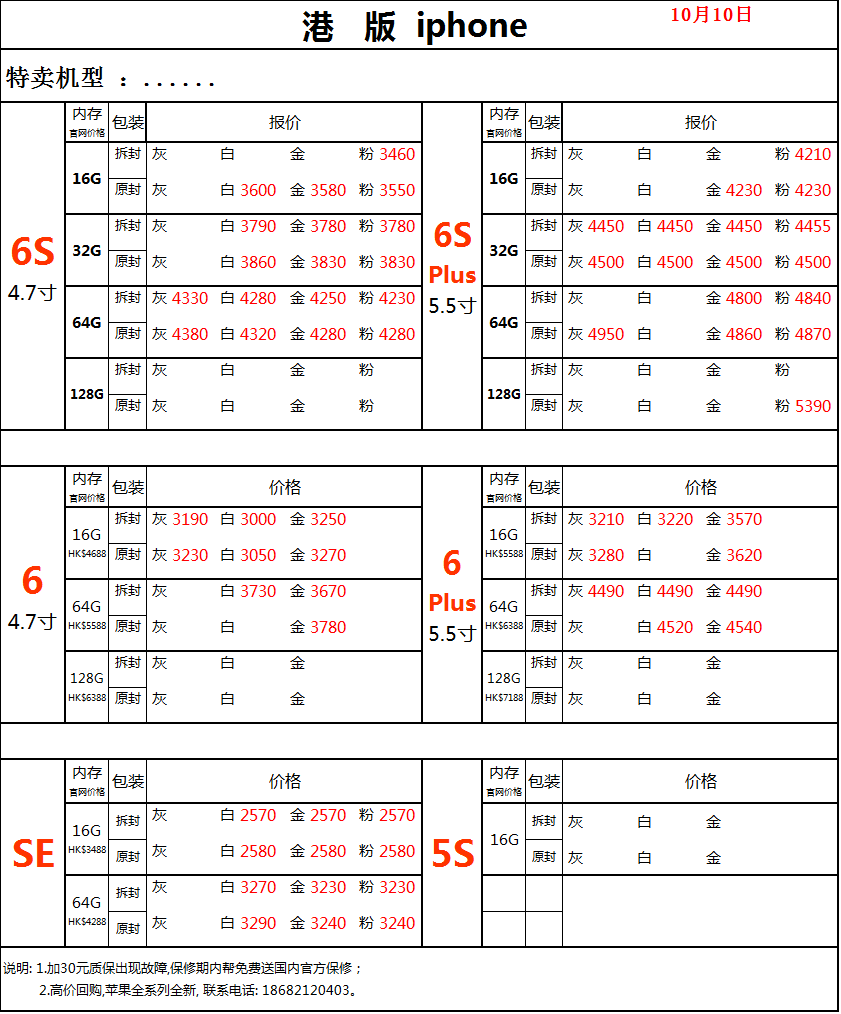 港 版 iphone 10月10日
特卖机型 ：......
内存 官网价格 包装 报价 内存 官网价格 包装 报价
6S 4.7寸
16G
拆封 灰 白 金 粉 3460
原封 灰 白 3600 金 3580 粉 3550
32G
拆封 灰 白 3790 金 3780 粉 3780
原封 灰 白 3860 金 3830 粉 3830
64G
拆封 灰 4330 白 4280 金 4250 粉 4230
原封 灰 4380 白 4320 金 4280 粉 4280
128G
拆封 灰 白 金 粉
原封 灰 白 金 粉
6S Plus 5.5寸
16G
拆封 灰 白 金 粉 4210
原封 灰 白 金 4230 粉 4230
32G
拆封 灰 4450 白 4450 金 4450 粉 4455
原封 灰 4500 白 4500 金 4500 粉 4500
64G
拆封 灰 白 金 4800 粉 4840
原封 灰 4950 白 金 4860 粉 4870
128G
拆封 灰 白 金 粉
原封 灰 白 金 粉 5390
内存 官网价格 包装 价格 内存 官网价格 包装 价格
6 4.7寸
16G HK$4688
拆封 灰 3190 白 3000 金 3250
原封 灰 3230 白 3050 金 3270
64G HK$5588
拆封 灰 白 3730 金 3670
原封 灰 白 金 3780
128G HK$6388
拆封 灰 白 金
原封 灰 白 金
6 Plus 5.5寸
16G HK$5588
拆封 灰 3210 白 3220 金 3570
原封 灰 3280 白 金 3620
64G HK$6388
拆封 灰 4490 白 4490 金 4490
原封 灰 白 4520 金 4540
128G HK$7188
拆封 灰 白 金
原封 灰 白 金
内存 官网价格 包装 价格 内存 官网价格 包装 价格
SE
16G HK$3488
拆封 灰 白 2570 金 2570 粉 2570
原封 灰 白 2580 金 2580 粉 2580
64G HK$4288
拆封 灰 白 3270 金 3230 粉 3230
原封 灰 白 3290 金 3240 粉 3240
5S
16G
拆封 灰 白 金
原封 灰 白 金
说明: 1.加30元质保出现故障,保修期内帮免费送国内官方保修；
2.高价回购,苹果全系列全新, 联系电话: 18682120403。